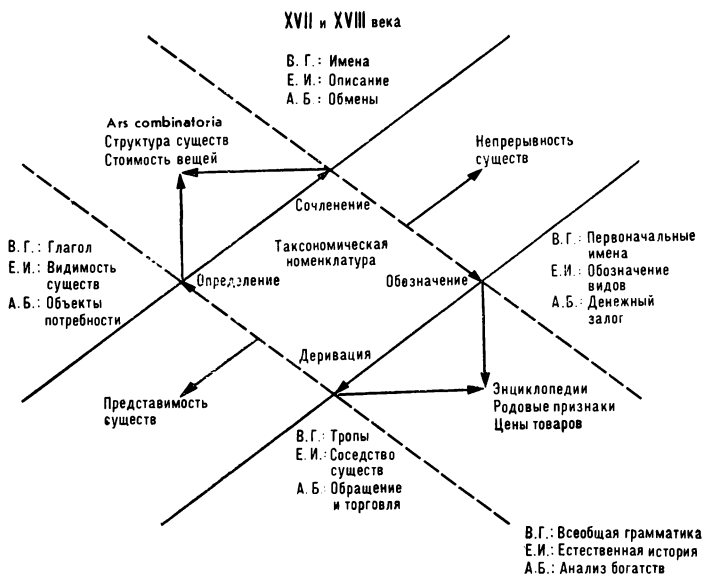 XVII и XVIII века
В. Г.: Имена
Е. И.: Описание
А. Б.: Обмены
Ars combinatoria
Структура существ
Стоимость вещей
Непрерывность
существ
Сочленение
Таксономическая
номенклатура
В. Г.: Глагол
Е. И.: Видимость
существ
А. Б.: Объекты
потребности
Определение
Обозначение
В. Г.: Первоначальные
имена
Е. И.: Обозначение
видов
А. Б.: Денежный
залог
Деривация
Представимость
существ
Энциклопедии
Родовые признаки
Цены товаров
В. Г.: Тропы
Е. И.: Соседство
существ
А. Б.: Обращение
и торговля
В. Г.: Всеобщая грамматика
Е. И.: Естественная история
А. Б.: Анализ богатств